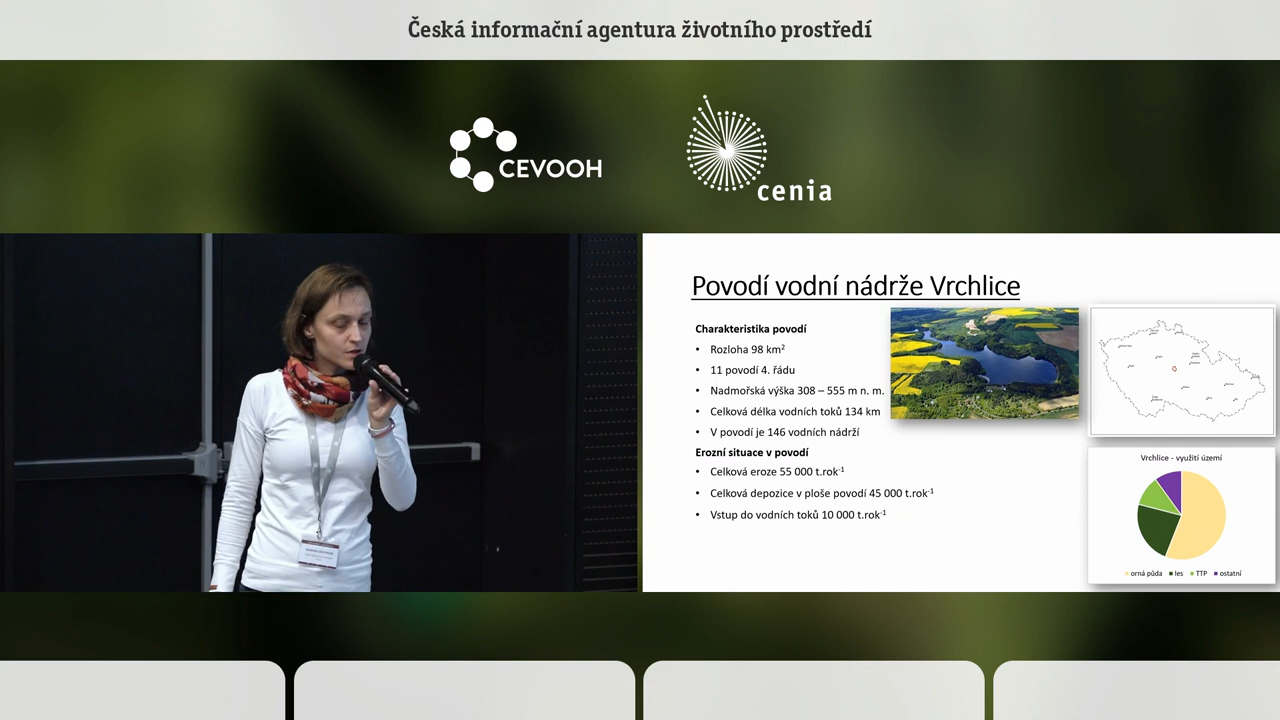 Česká informační agentura životního prostředí
CEVOOH
cenia
Povodí vodní nádrže Vrchlice
Charakteristika povodí
• Rozloha 98 km²
• 11 povodí 4. řádu
• Nadmořská výška 308 – 555 m n. m.
• Celková délka vodních toků 134 km
• V povodí je 146 vodních nádrží
Erozní situace v povodí
• Celková eroze 55 000 t.rok⁻¹
• Celková depozice v ploše povodí 45 000 t.rok⁻¹
• Vstup do vodních toků 10 000 t.rok⁻¹
Vrchlice - využití území
orná půda les TTP ostatní